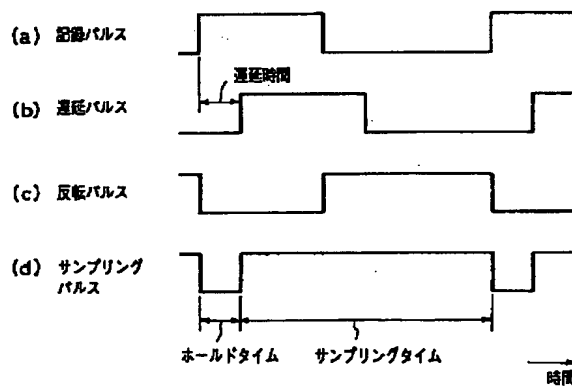 (a) 記録パルス
遅延時間
(b) 遅延パルス
(c) 反転パルス
(d) サンプリング
パルス
ホールドタイム
サンプリングタイム
時間